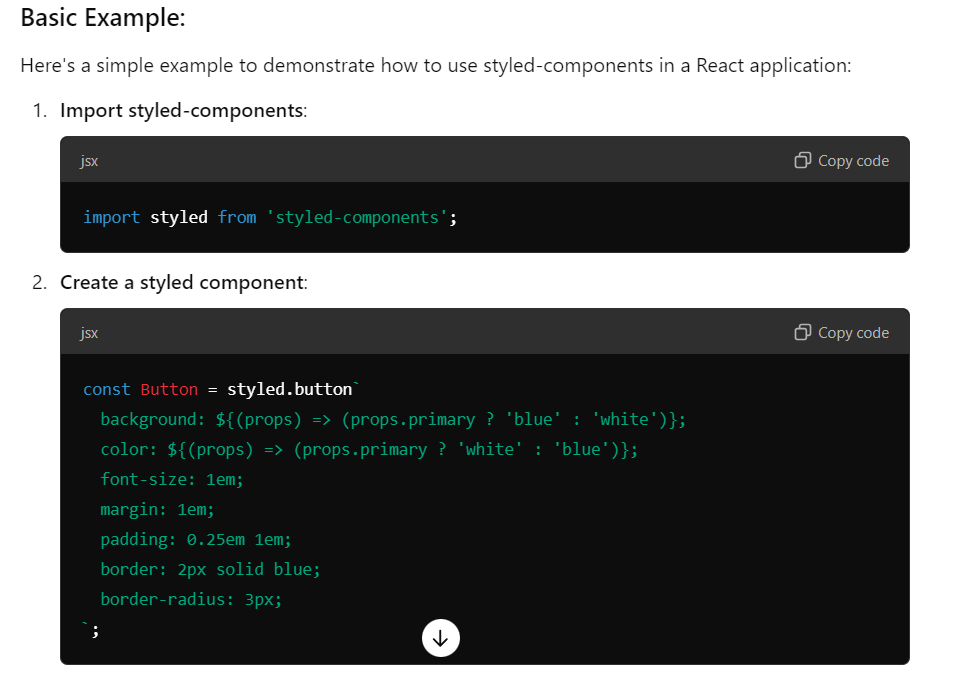 Basic Example:
Here's a simple example to demonstrate how to use styled-components in a React application:
1. Import styled-components:
jsx
Copy code
import styled from 'styled-components';
2. Create a styled component:
jsx
Copy code
const Button = styled.button`
  background: ${(props) => (props.primary ? 'blue' : 'white')};
  color: ${(props) => (props.primary ? 'white' : 'blue')};
  font-size: 1em;
  margin: 1em;
  padding: 0.25em 1em;
  border: 2px solid blue;
  border-radius: 3px;
`;